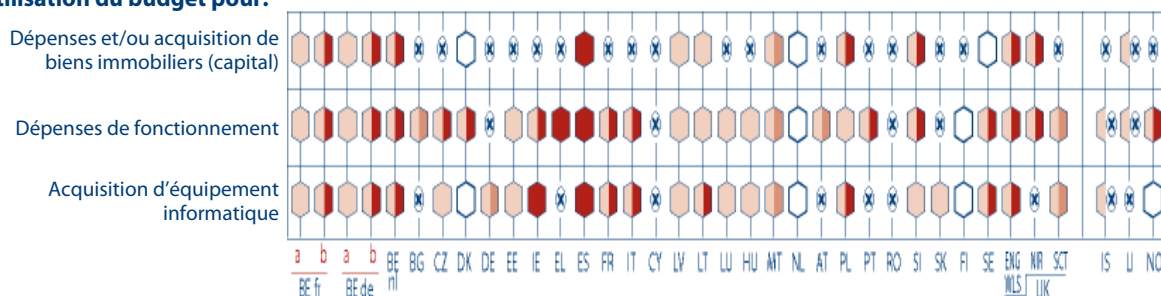 tilisation du budget pour:
Dépenses et/ou acquisition de
biens immobiliers (capital)
Dépenses de fonctionnement
Acquisition d'équipement
informatique
a b a b BE BG CZ DK DE EE IE EL ES FR IT CY LV LT LU HU MT NL AT PL PT RO SI SK FI SE ENG NIR SCT IS LI NO
BE fr BE de nl WLS UK